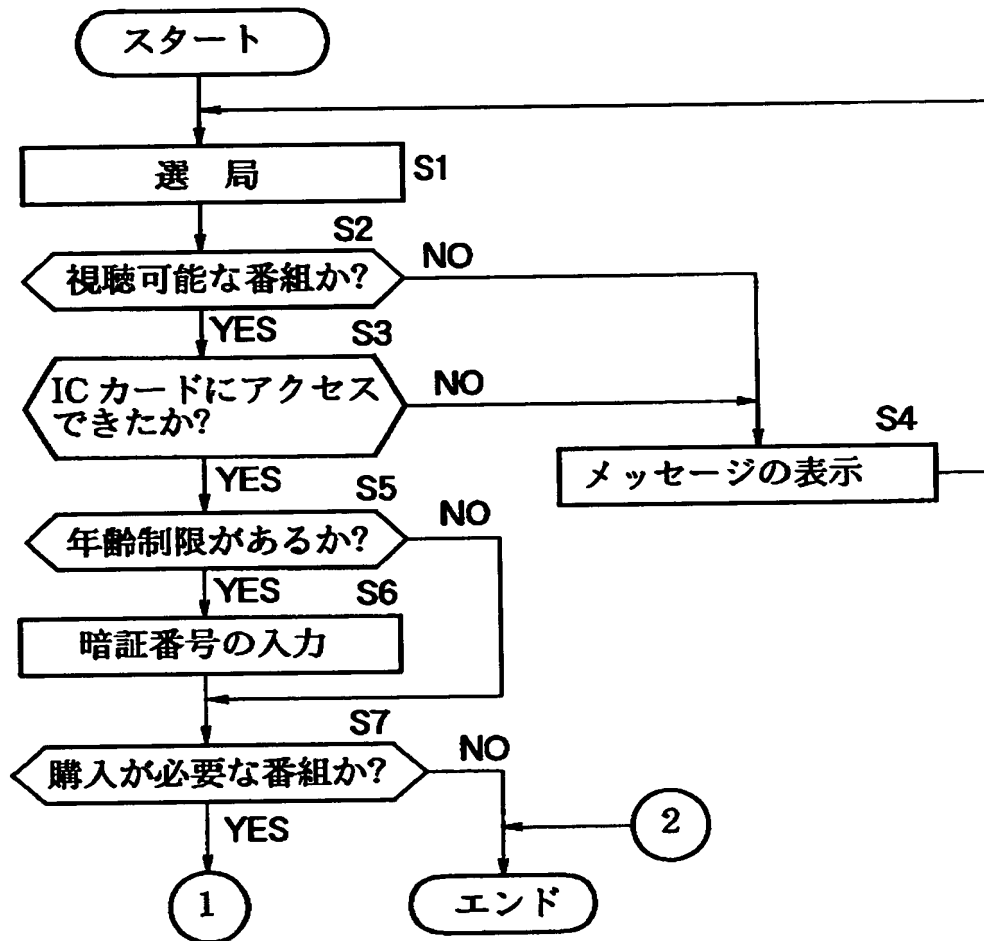 スタート
選 局
S1
S2
視聴可能な番組か?
NO
YES
S3
ICカードにアクセス
できたか?
NO
S4
メッセージの表示
YES
S5
年齢制限があるか?
NO
YES
S6
暗証番号の入力
S7
購入が必要な番組か?
NO
YES
2
1
エンド